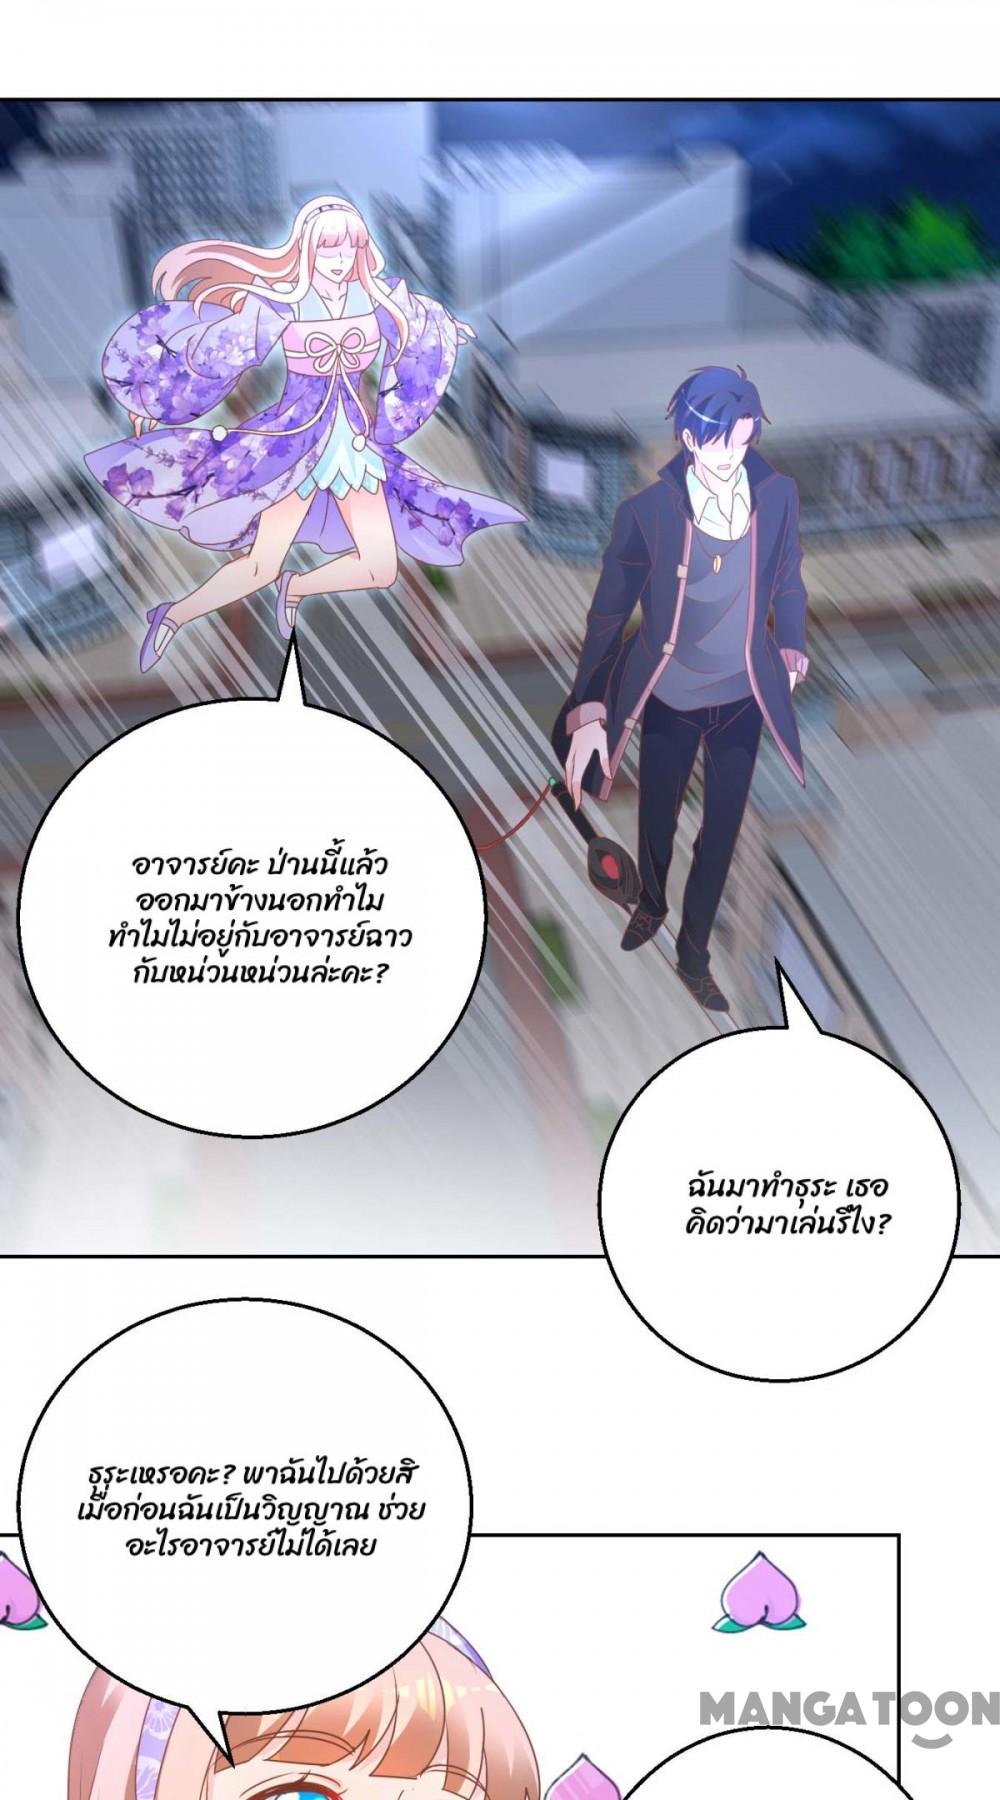 อาจารย์คะ ป่านนี้แล้ว
ออกมาข้างนอกทำไม
ทำไมไม่อยู่กับอาจารย์ฉาว
กับหน่วนหน่วนล่ะคะ?
ฉันมาทำธุระ เธอ
คิดว่ามาเล่นรึไง?
ธุระเหรอคะ? พาฉันไปด้วยสิ
เมื่อก่อนฉันเป็นวิญญาณ ช่วย
อะไรอาจารย์ไม่ได้เลย
MANGATOON